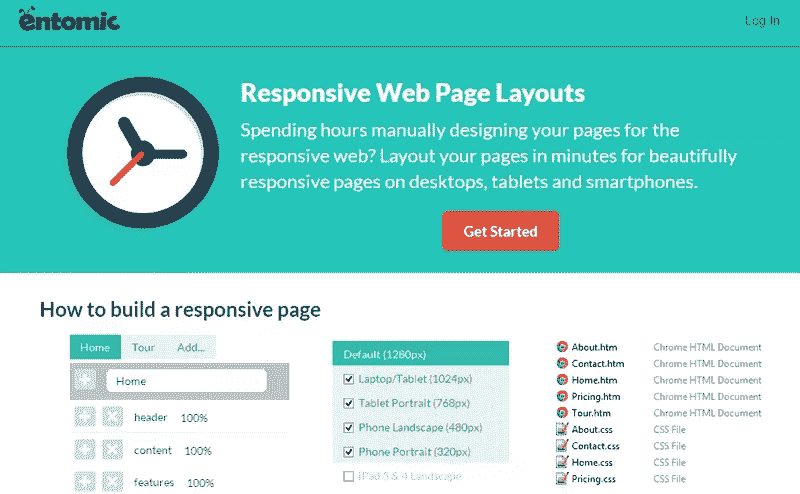 entomic
Log In
Responsive Web Page Layouts
Spending hours manually designing your pages for the
responsive web? Layout your pages in minutes for beautifully
responsive pages on desktops, tablets and smartphones.
Get Started
How to build a responsive page
Home Tour Add...
Home
header 100%
content 100%
features 100%
Default (1280px)
Laptop/Tablet (1024px)
Tablet Portrait (768px)
Phone Landscape (480px)
Phone Portrait (320px)
iPad 3 & 4 Landscape
About.htm Chrome HTML Document
Contact.htm Chrome HTML Document
Home.htm Chrome HTML Document
Pricing.htm Chrome HTML Document
Tour.htm Chrome HTML Document
About.css CSS File
Contact.css CSS File
Home.css CSS File
Pricing.css CSS File